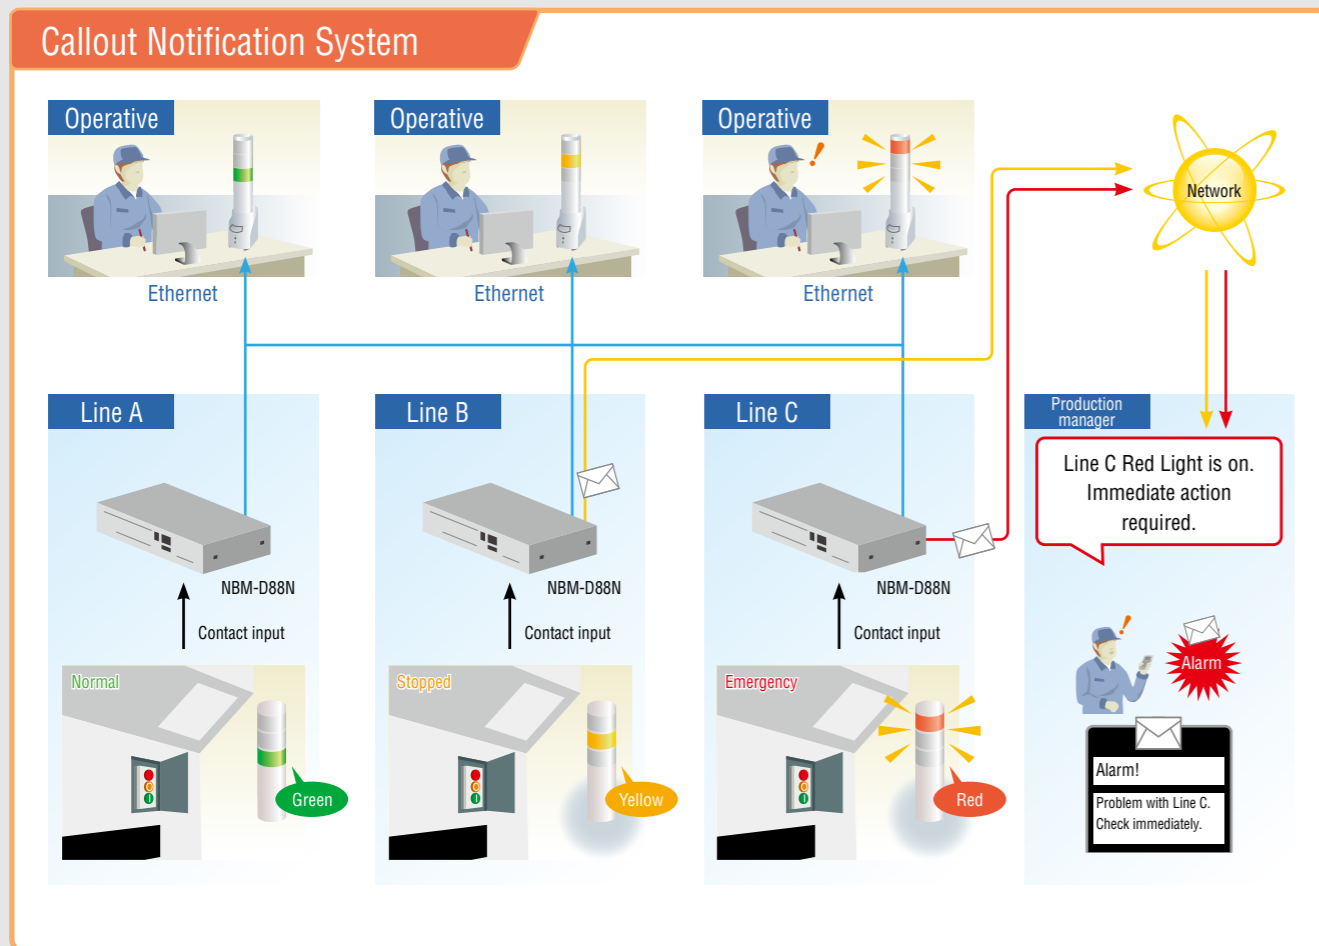 Callout Notification System
Operative
Operative
Operative
Network
Ethernet
Ethernet
Ethernet
Line A
Line B
Line C
Production
manager
Line C Red Light is on.
Immediate action
required.
NBM-D88N
NBM-D88N
NBM-D88N
Contact input
Contact input
Contact input
Normal
Stopped
Emergency
Alarm
Green
Yellow
Red
Alarm!
Problem with Line C.
Check immediately.